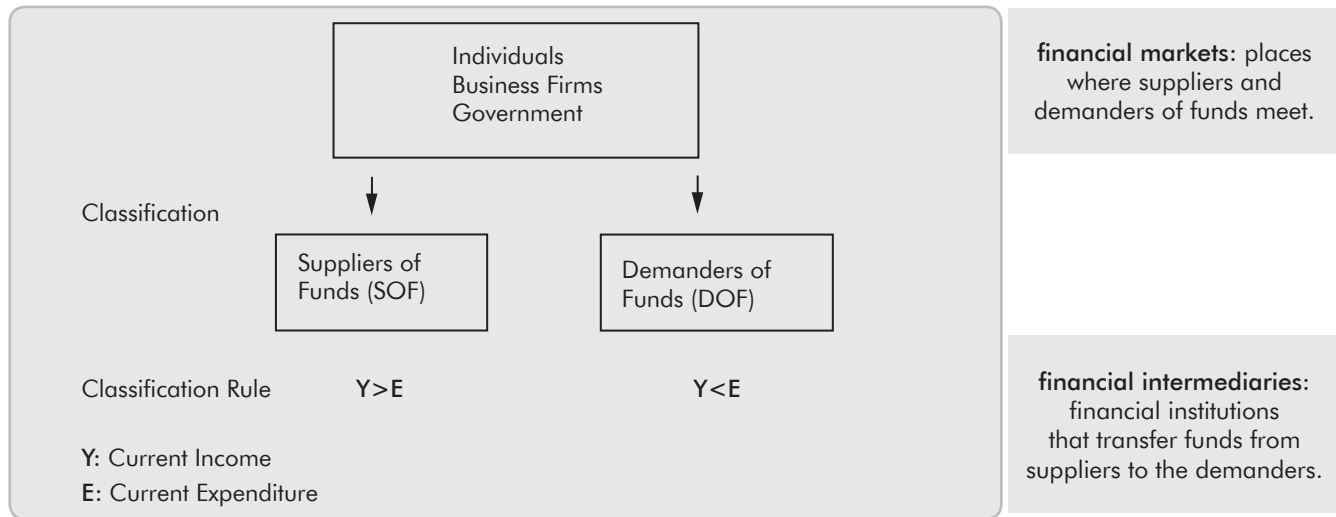 Individuals
Business Firms
Government
Classification
Suppliers of
Funds (SOF)
Demanders of
Funds (DOF)
Classification Rule
Y>E
Y<E
Y: Current Income
E: Current Expenditure
financial markets: places
where suppliers and
demanders of funds meet.
financial intermediaries:
financial institutions
that transfer funds from
suppliers to the demanders.